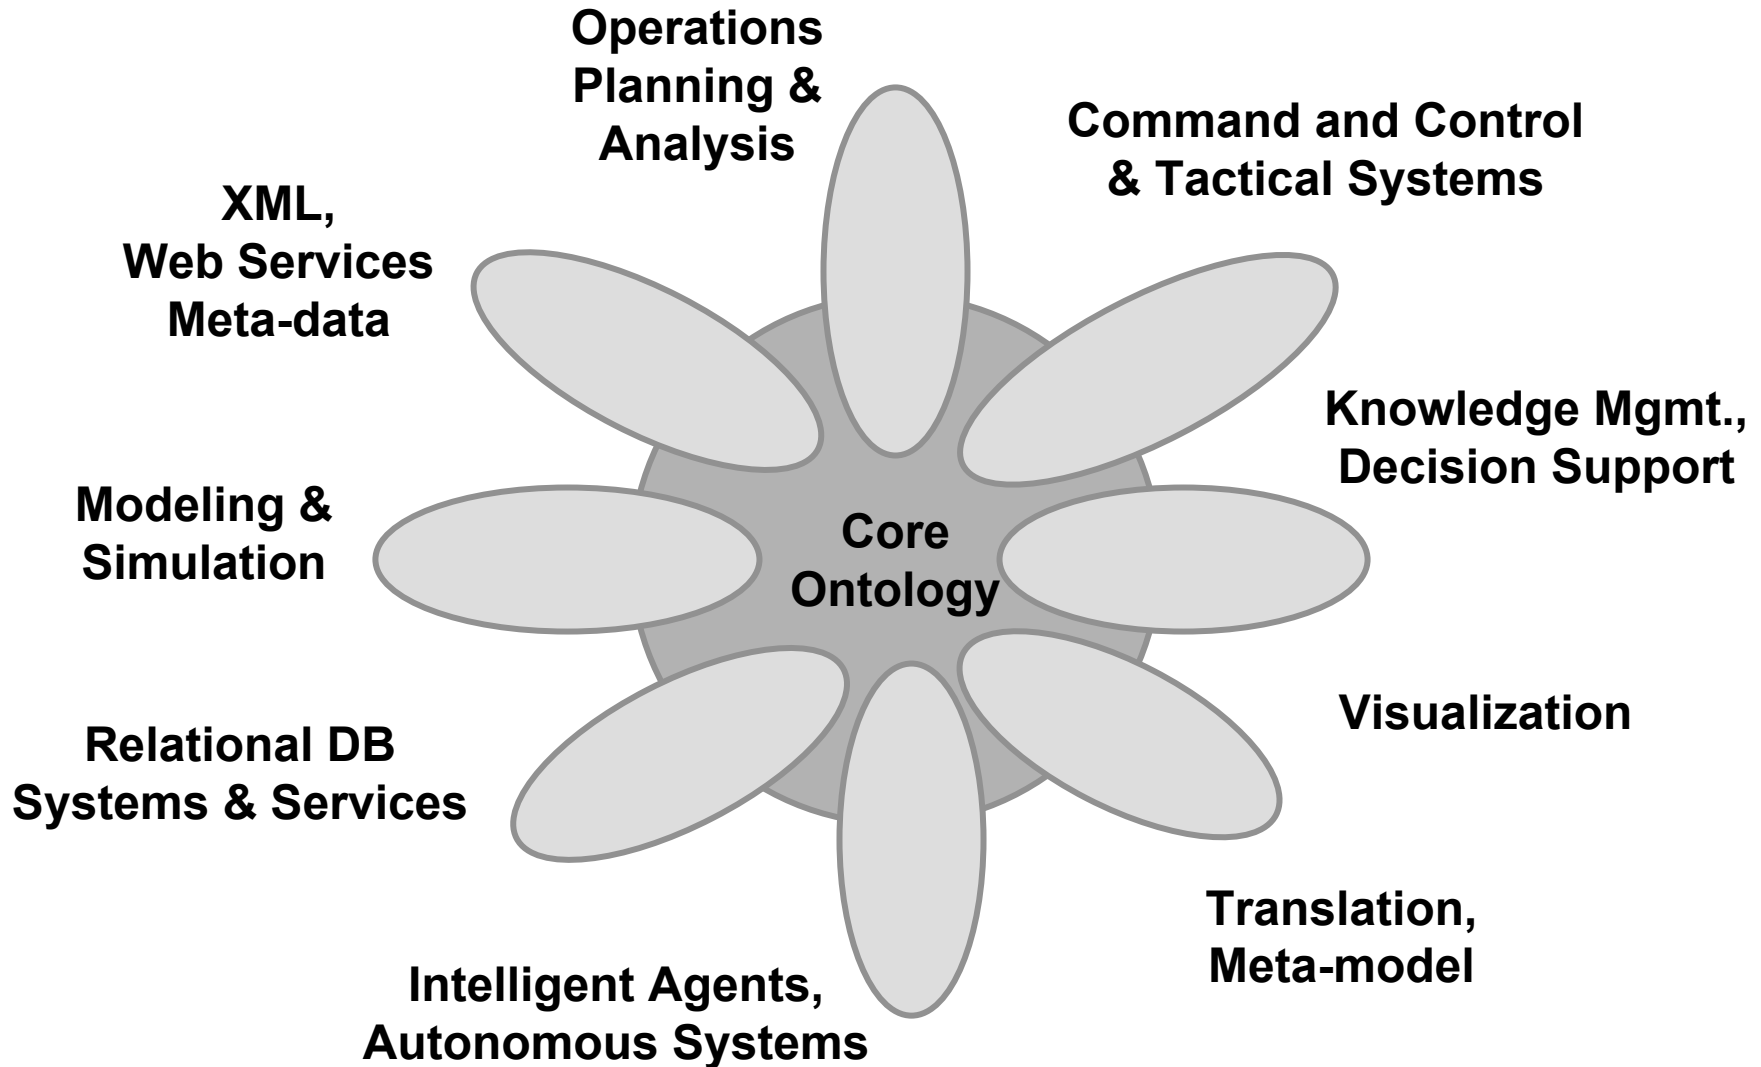 Operations
Planning &
Analysis
Command and Control
& Tactical Systems
XML,
Web Services
Meta-data
Knowledge Mgmt.,
Decision Support
Modeling &
Simulation
Core
Ontology
Visualization
Relational DB
Systems & Services
Translation,
Meta-model
Intelligent Agents,
Autonomous Systems